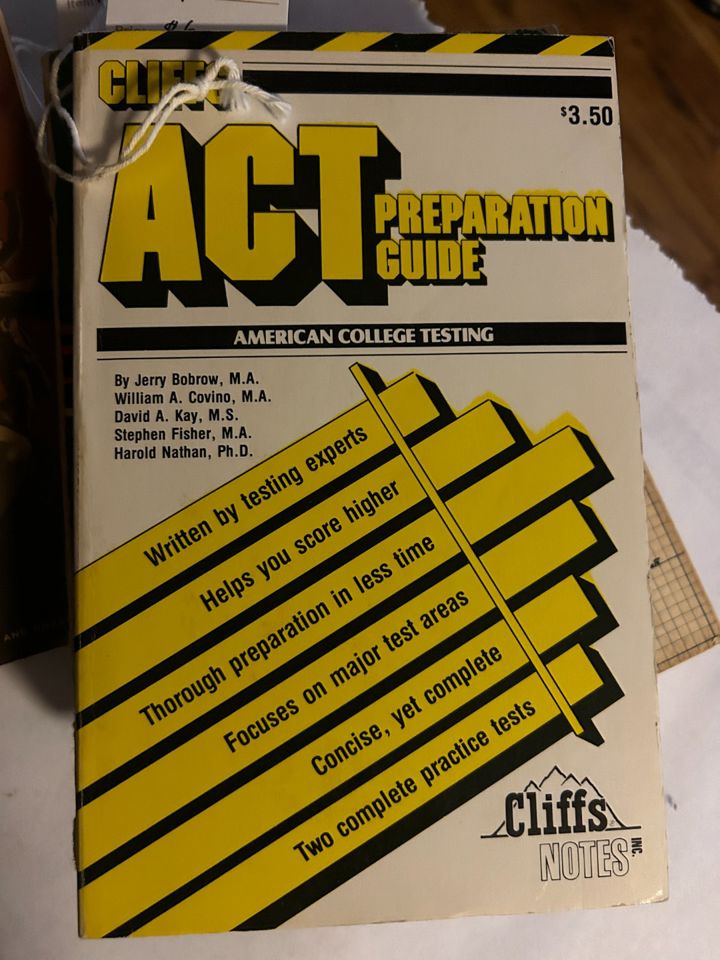 CLIFFS
$3.50
ACT
PREPARATION
GUIDE
AMERICAN COLLEGE TESTING
By Jerry Bobrow, M.A.
William A. Covino, M.A.
David A. Kay, M.S.
Stephen Fisher, M.A.
Harold Nathan, Ph.D.
Written by testing experts
Helps you score higher
Thorough preparation in less time
Focuses on major test areas
Concise, yet complete
Two complete practice tests
Cliffs
NOTES INC.